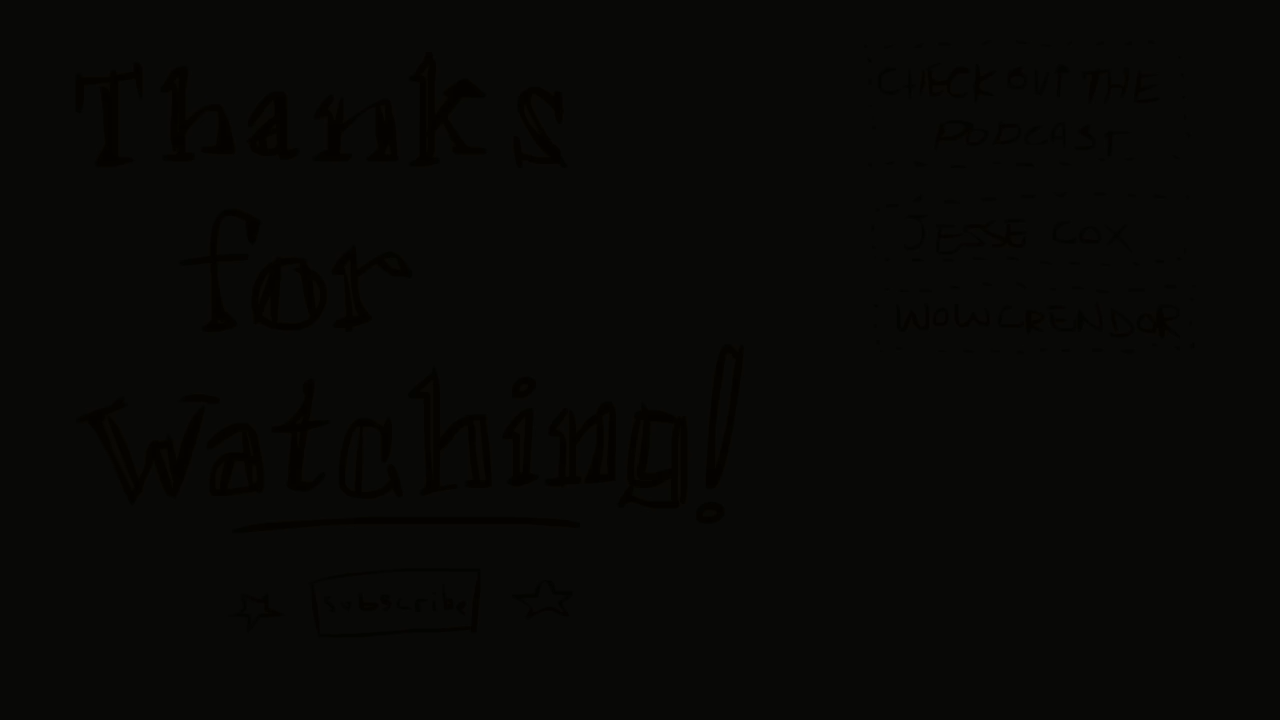 Thanks
for
Watching!
subscribe
CHECK OUT THE
PODCAST
JESSE COX
WOWCRENDOR